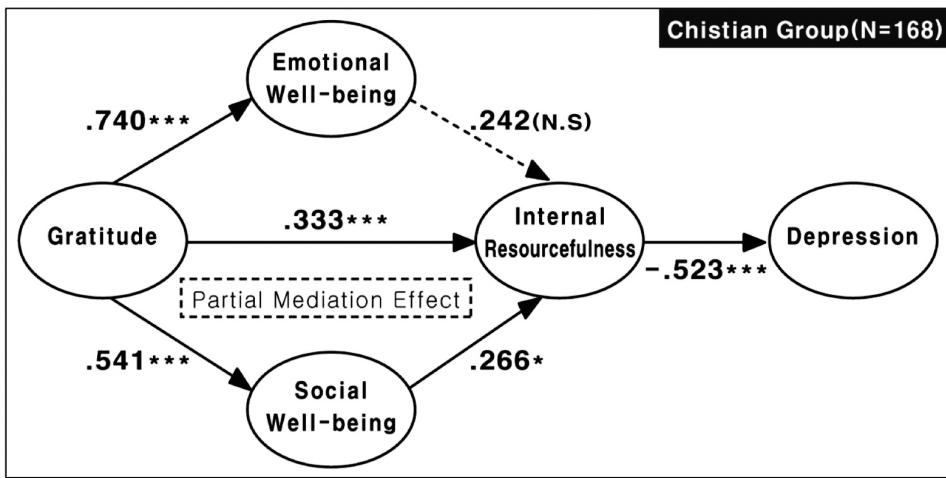 Chistian Group(N=168)
Emotional
Well-being
.740***
.242(N.S)
Gratitude
.333***
Internal
Resourcefulness
Depression
-.523***
Partial Mediation Effect
.541***
.266*
Social
Well-being